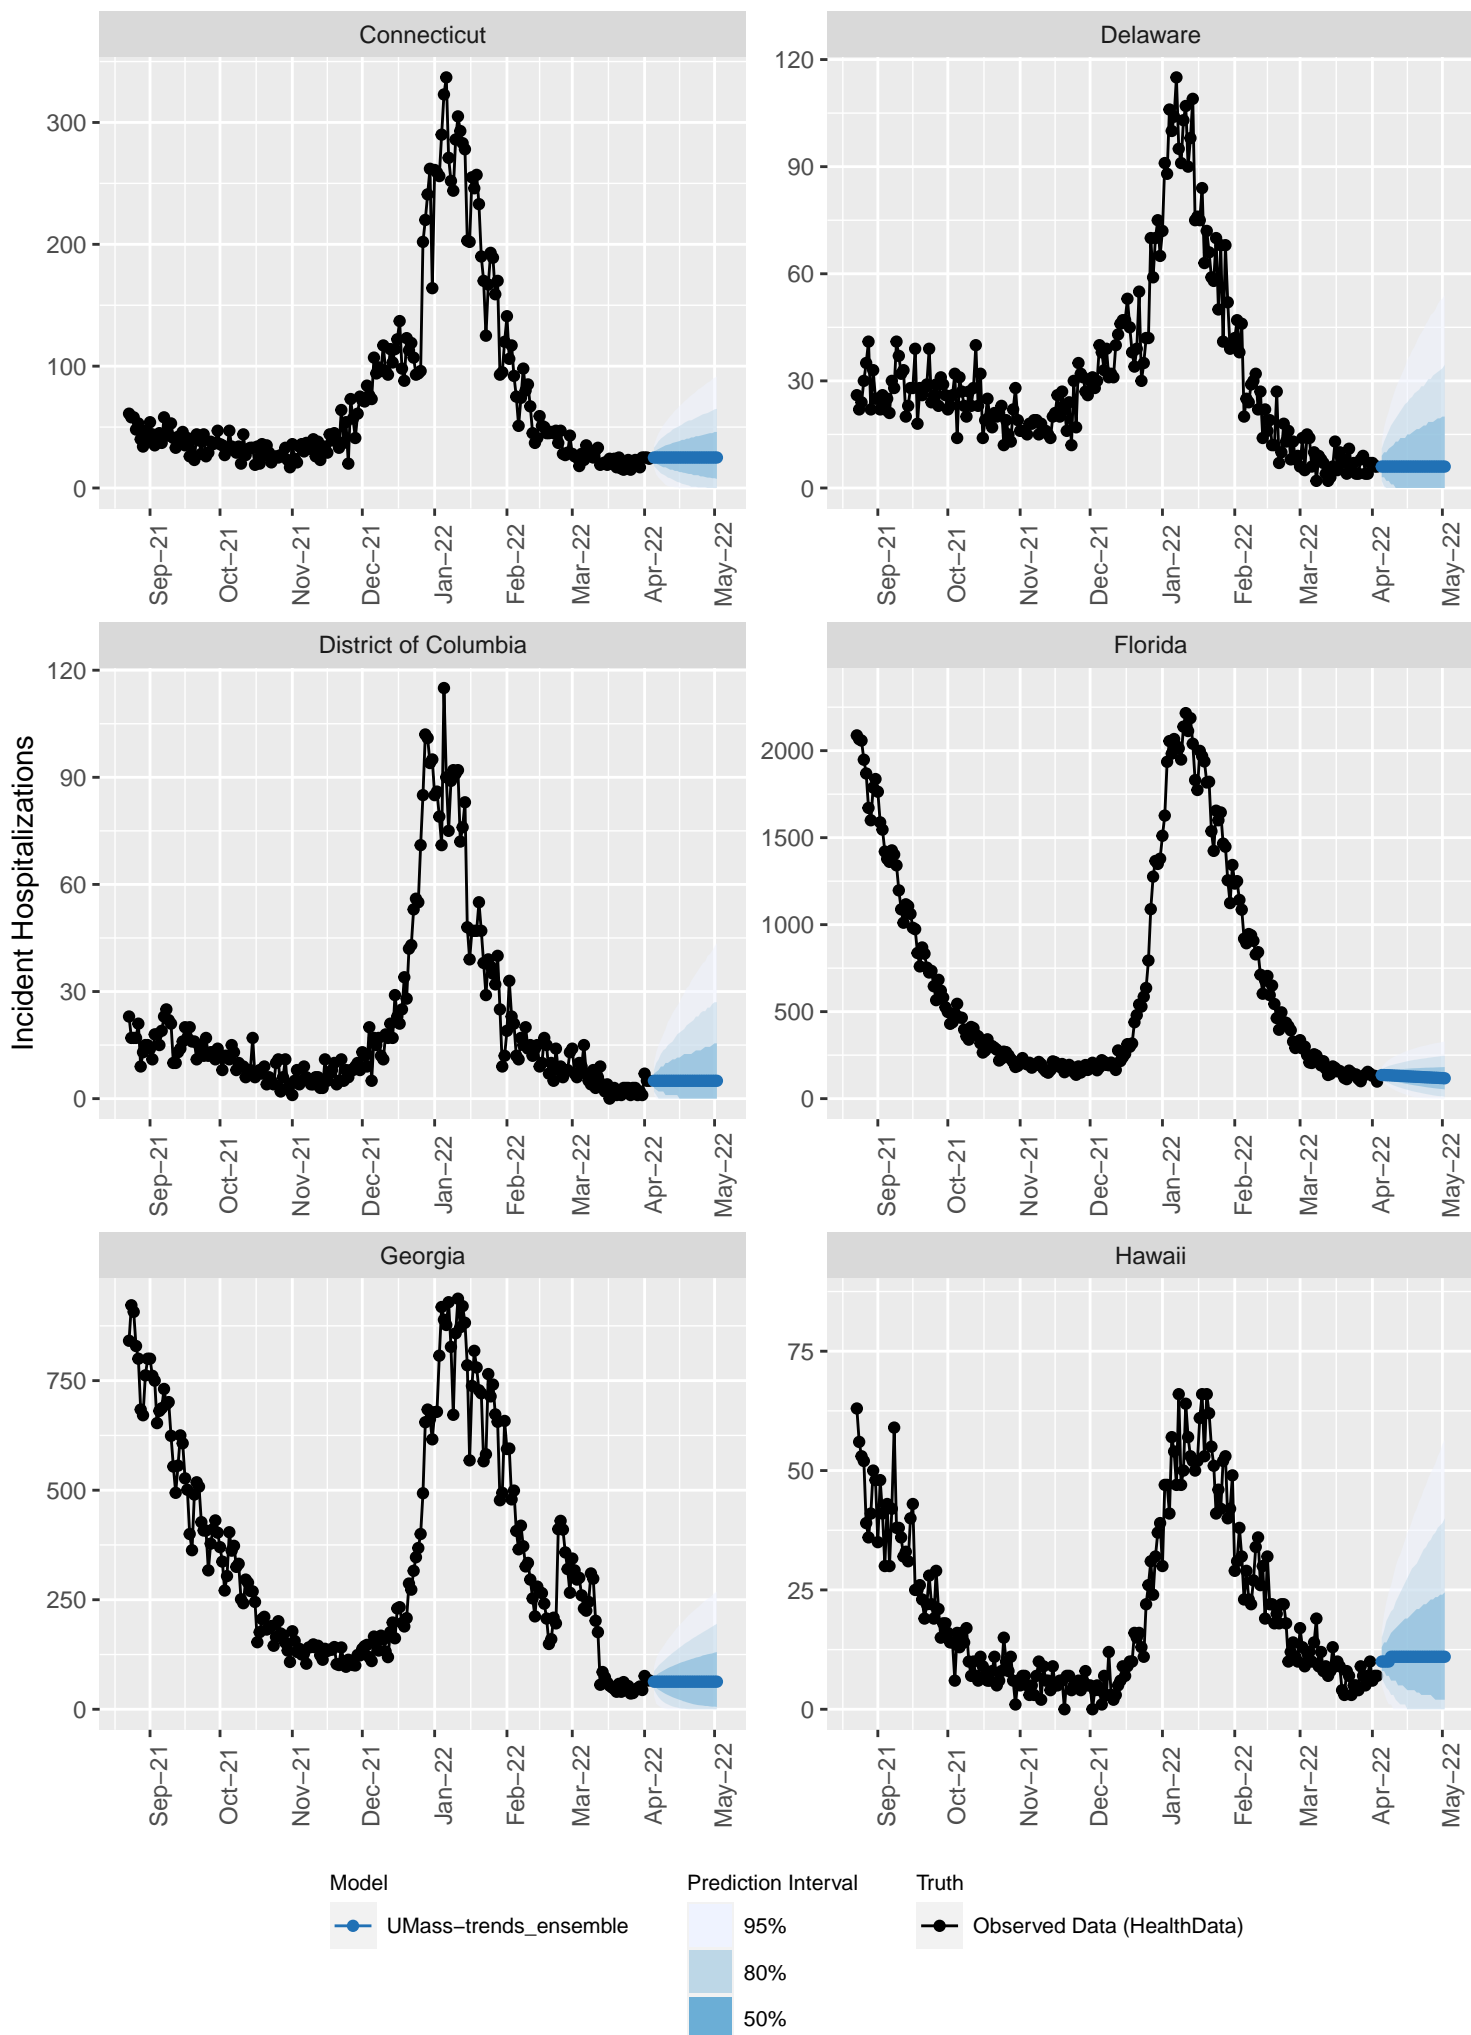 Connecticut
Delaware
300
200
100
0
120
90
60
30
0
Sep−21
Oct−21
Nov−21
Dec−21
Jan−22
Feb−22
Mar−22
Apr−22
May−22
Sep−21
Oct−21
Nov−21
Dec−21
Jan−22
Feb−22
Mar−22
Apr−22
May−22
Incident Hospitalizations
District of Columbia
Florida
120
90
60
30
0
2000
1500
1000
500
0
Sep−21
Oct−21
Nov−21
Dec−21
Jan−22
Feb−22
Mar−22
Apr−22
May−22
Sep−21
Oct−21
Nov−21
Dec−21
Jan−22
Feb−22
Mar−22
Apr−22
May−22
Georgia
Hawaii
750
500
250
0
75
50
25
0
Sep−21
Oct−21
Nov−21
Dec−21
Jan−22
Feb−22
Mar−22
Apr−22
May−22
Sep−21
Oct−21
Nov−21
Dec−21
Jan−22
Feb−22
Mar−22
Apr−22
May−22
Model
UMass−trends_ensemble
Prediction Interval
95%
80%
50%
Truth
Observed Data (HealthData)